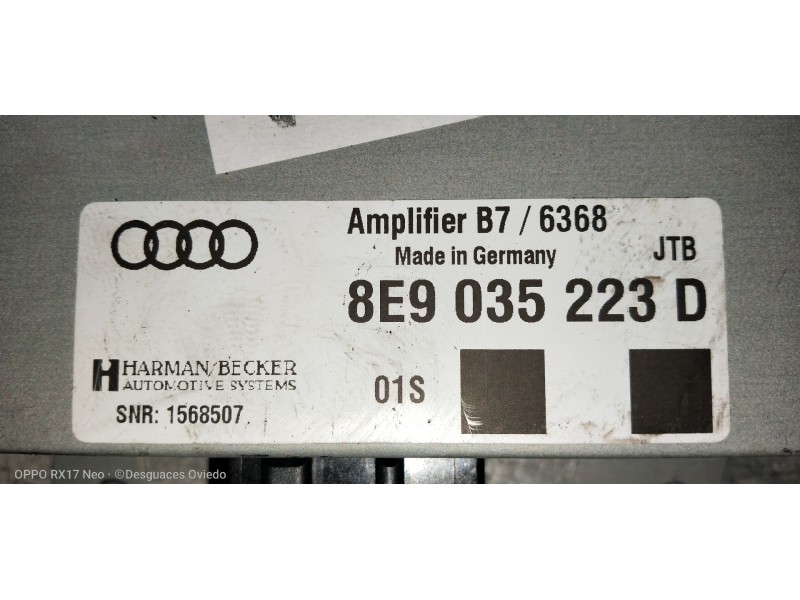 Amplifier B7 / 6368
Made in Germany
JTB
8E9 035 223 D
HARMAN/BECKER
AUTOMOTIVE SYSTEMS
01S
SNR: 1568507
OPPO RX17 Neo · ©Desguaces Oviedo